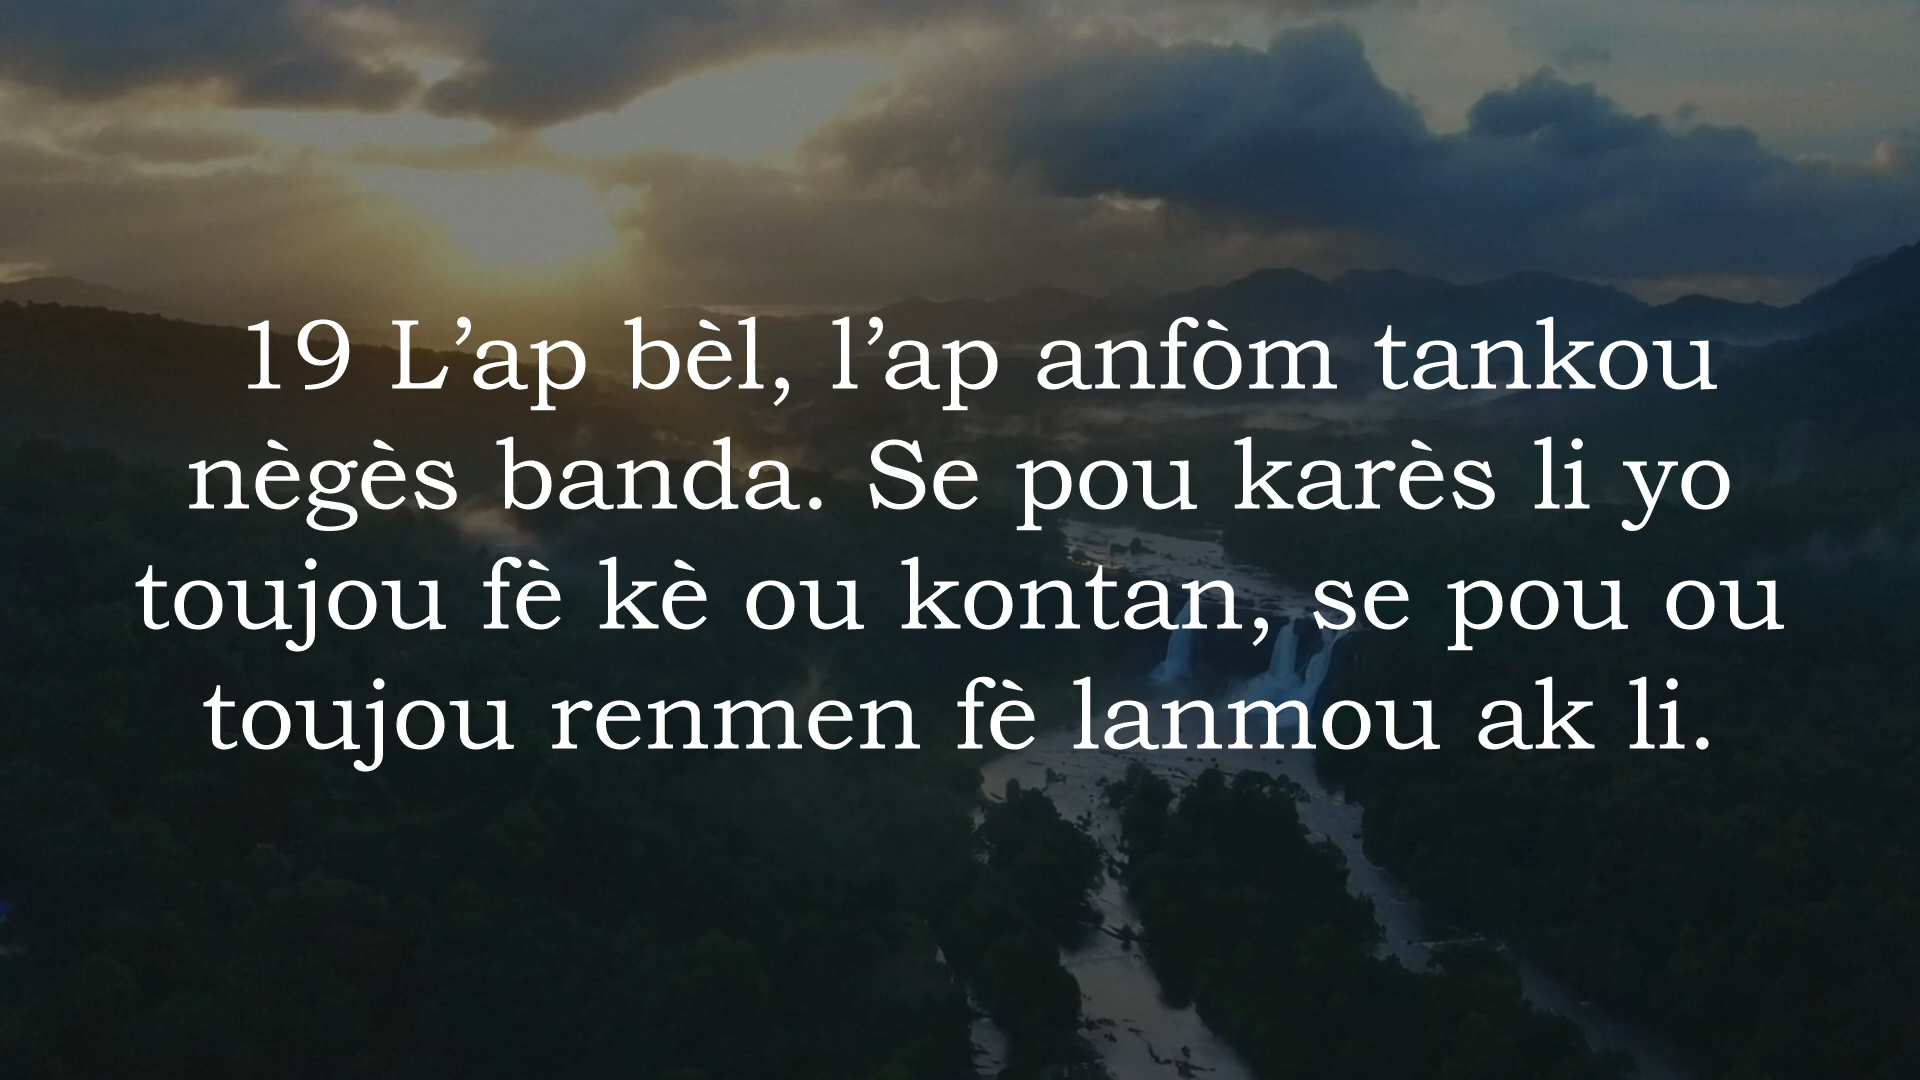 19 L’ap bèl, l’ap anfòm tankou
nègès banda. Se pou karès li yo
toujou fè kè ou kontan, se pou ou
toujou renmen fè lanmou ak li.